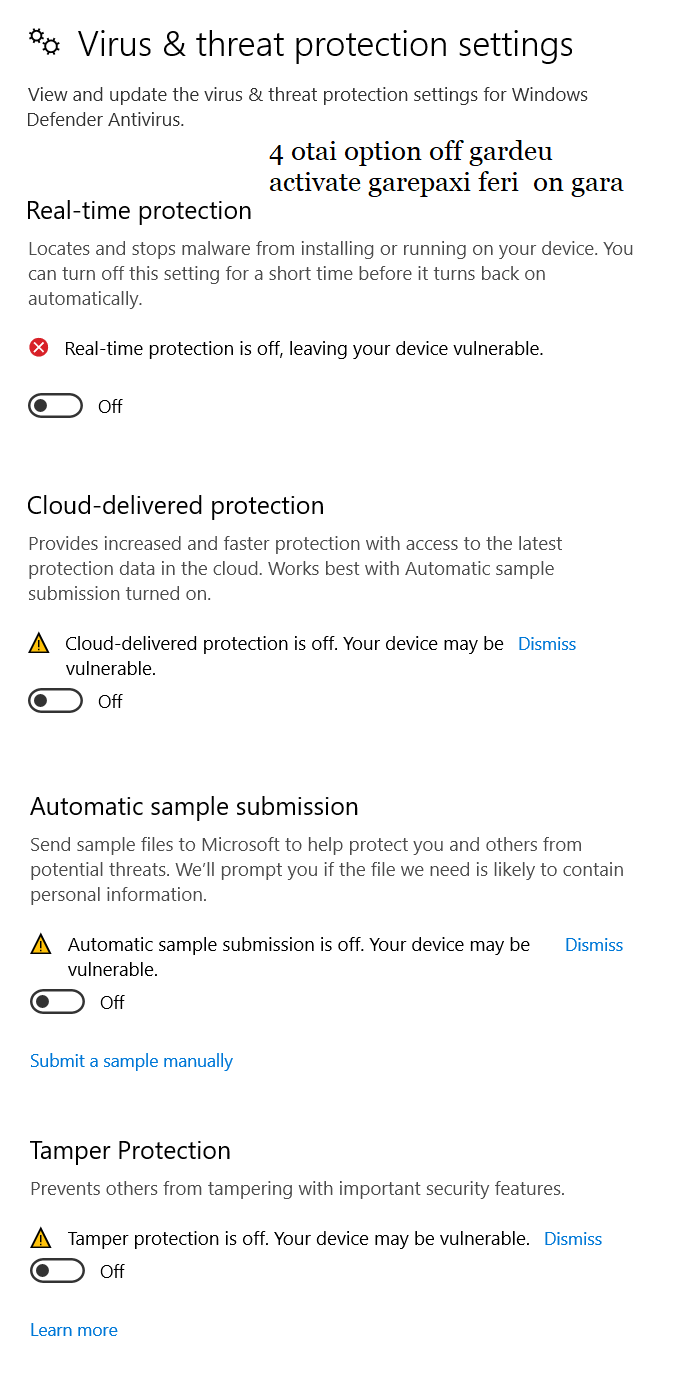 Virus & threat protection settings
View and update the virus & threat protection settings for Windows
Defender Antivirus.
4 otai option off gardeu
activate garepaxi feri on gara
Real-time protection
Locates and stops malware from installing or running on your device. You
can turn off this setting for a short time before it turns back on
automatically.
Real-time protection is off, leaving your device vulnerable.
Off
Cloud-delivered protection
Provides increased and faster protection with access to the latest
protection data in the cloud. Works best with Automatic sample
submission turned on.
Cloud-delivered protection is off. Your device may be Dismiss
vulnerable.
Off
Automatic sample submission
Send sample files to Microsoft to help protect you and others from
potential threats. We'll prompt you if the file we need is likely to contain
personal information.
Automatic sample submission is off. Your device may be Dismiss
vulnerable.
Off
Submit a sample manually
Tamper Protection
Prevents others from tampering with important security features.
Tamper protection is off. Your device may be vulnerable. Dismiss
Off
Learn more